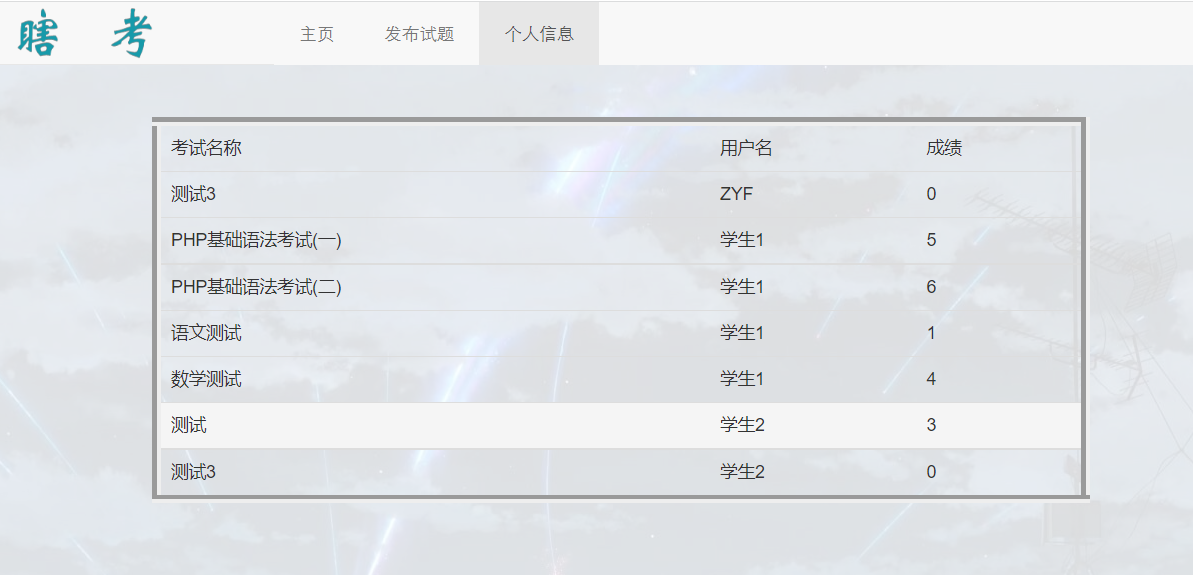 瞎 考 主页 发布试题 个人信息
考试名称 用户名 成绩
测试3 ZYF 0
PHP基础语法考试(一) 学生1 5
PHP基础语法考试(二) 学生1 6
语文测试 学生1 1
数学测试 学生1 4
测试 学生2 3
测试3 学生2 0